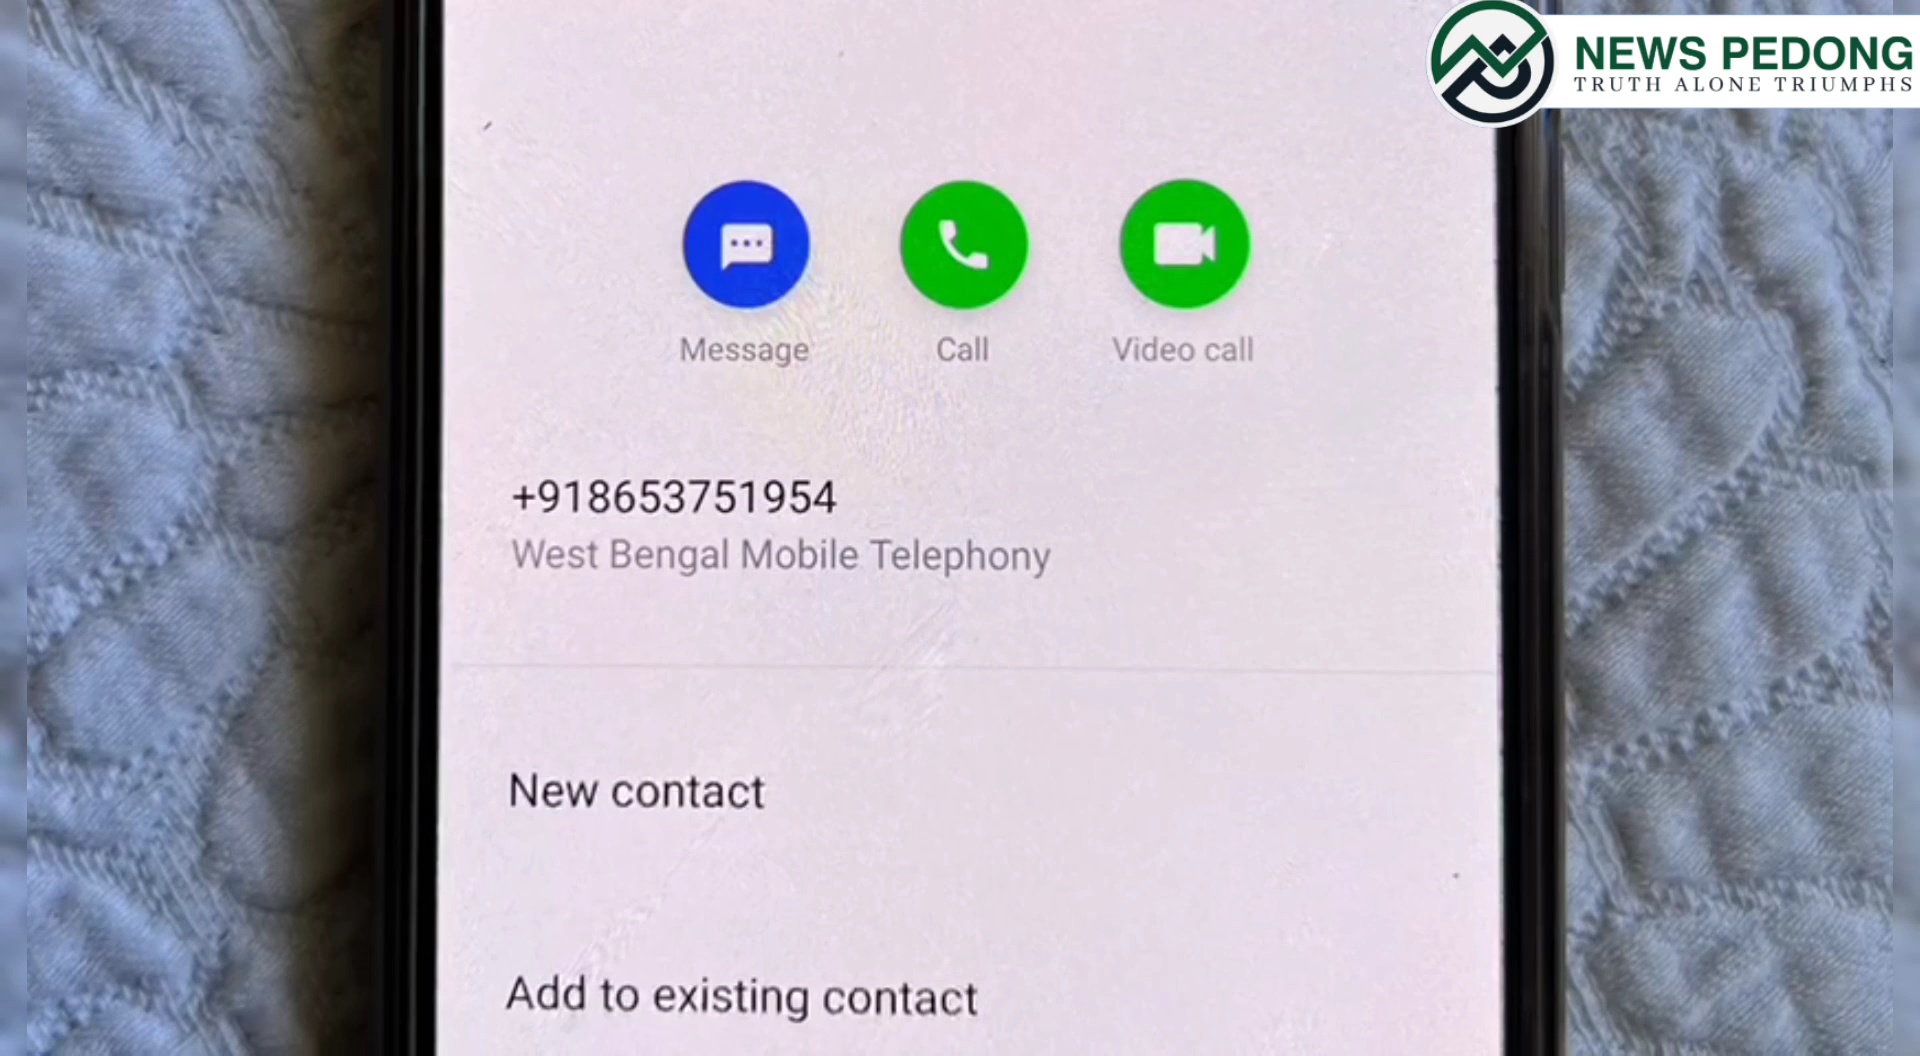 NEWS PEDONG
TRUTH ALONE TRIUMPHS
Message
Call
Video call
+918653751954
West Bengal Mobile Telephony
New contact
Add to existing contact